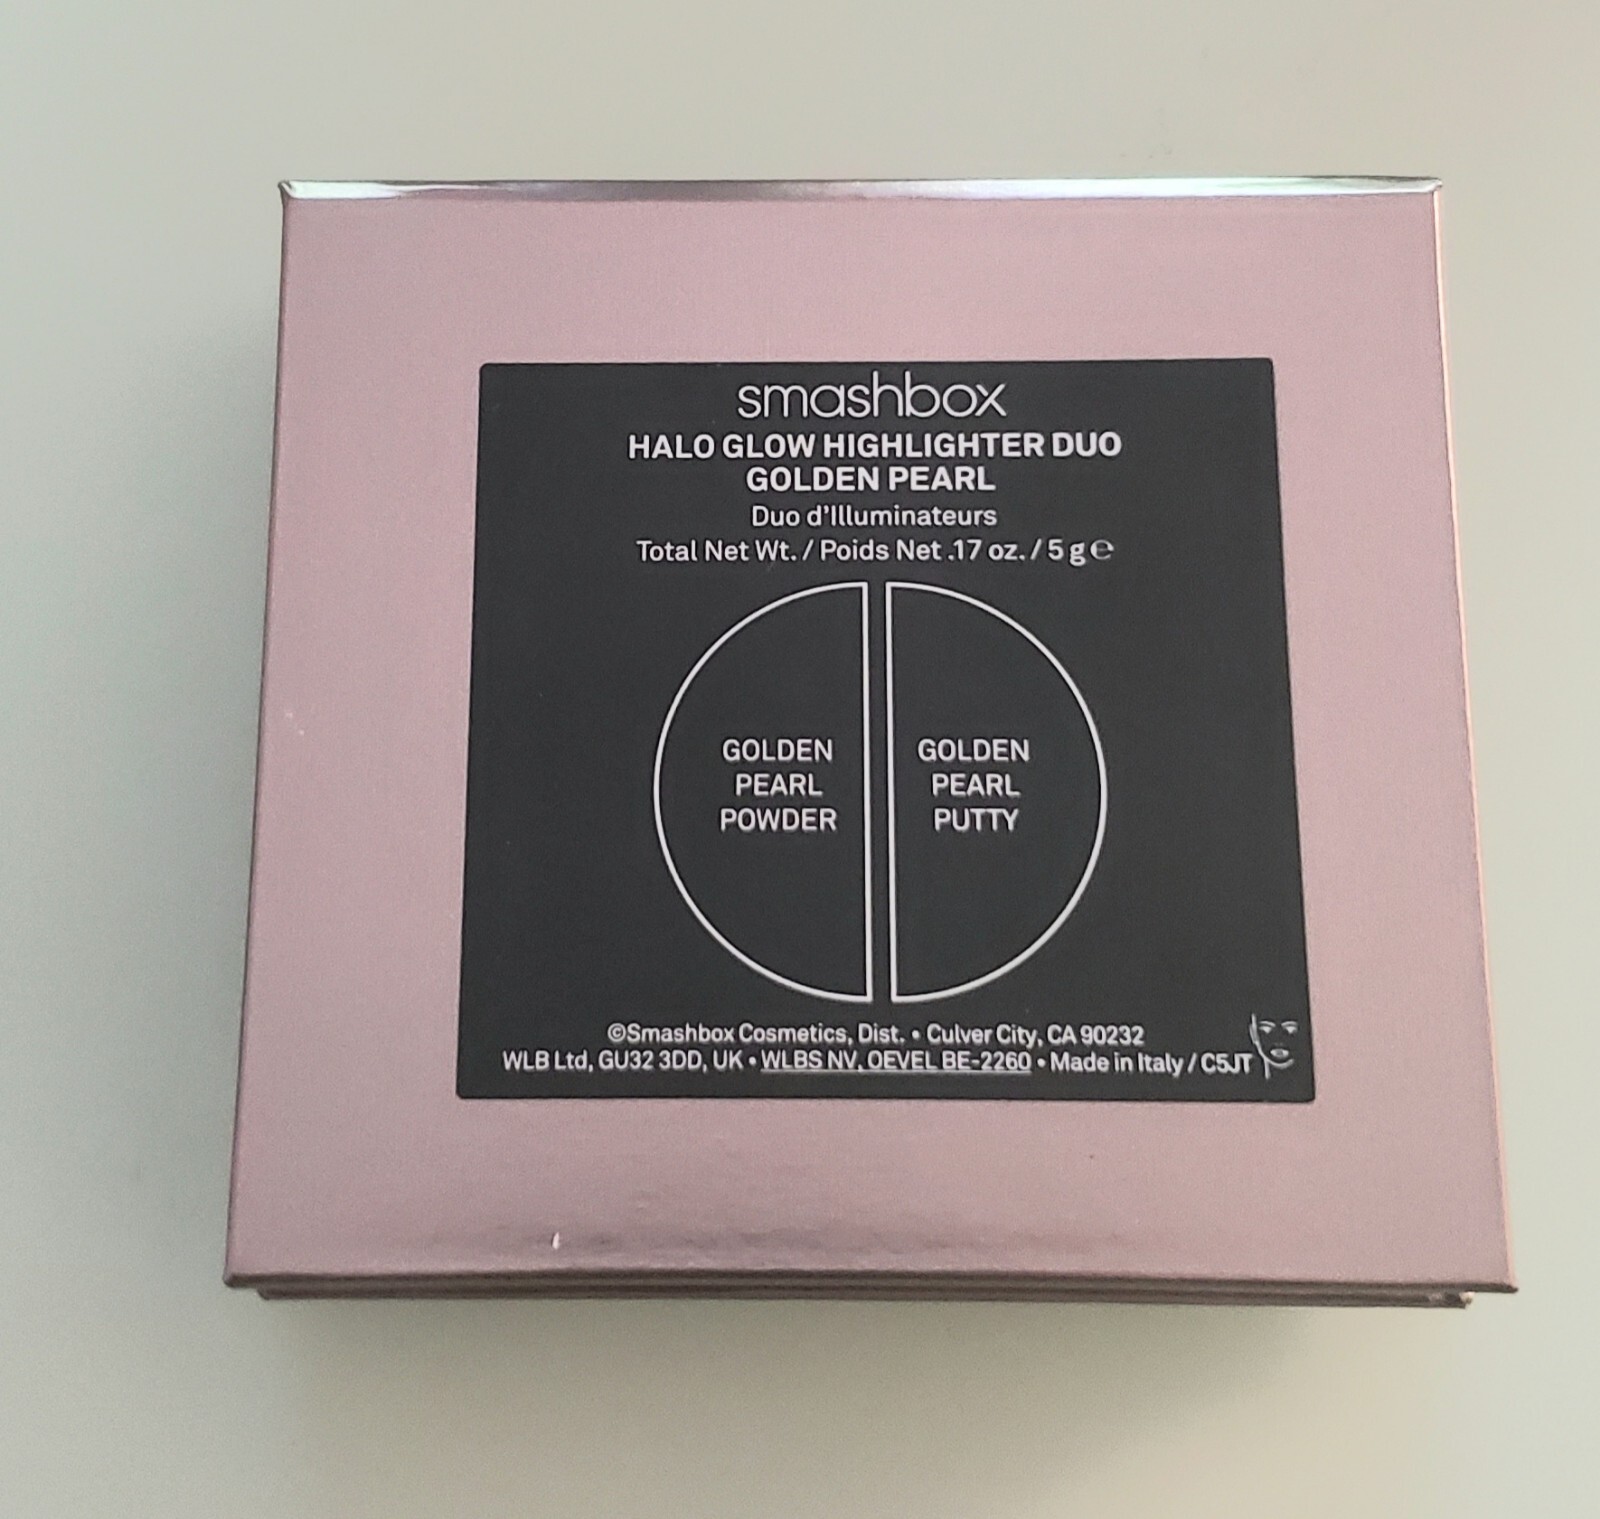 smashbox
HALO GLOW HIGHLIGHTER DUO
GOLDEN PEARL
Duo d'Illuminateurs
Total Net Wt. / Poids Net .17 oz. / 5 g ℮
GOLDEN
PEARL
POWDER
GOLDEN
PEARL
PUTTY
©Smashbox Cosmetics, Dist. • Culver City, CA 90232
WLB Ltd, GU32 3DD, UK • WLBS NV, OEVEL BE-2260 • Made in Italy / C5JT